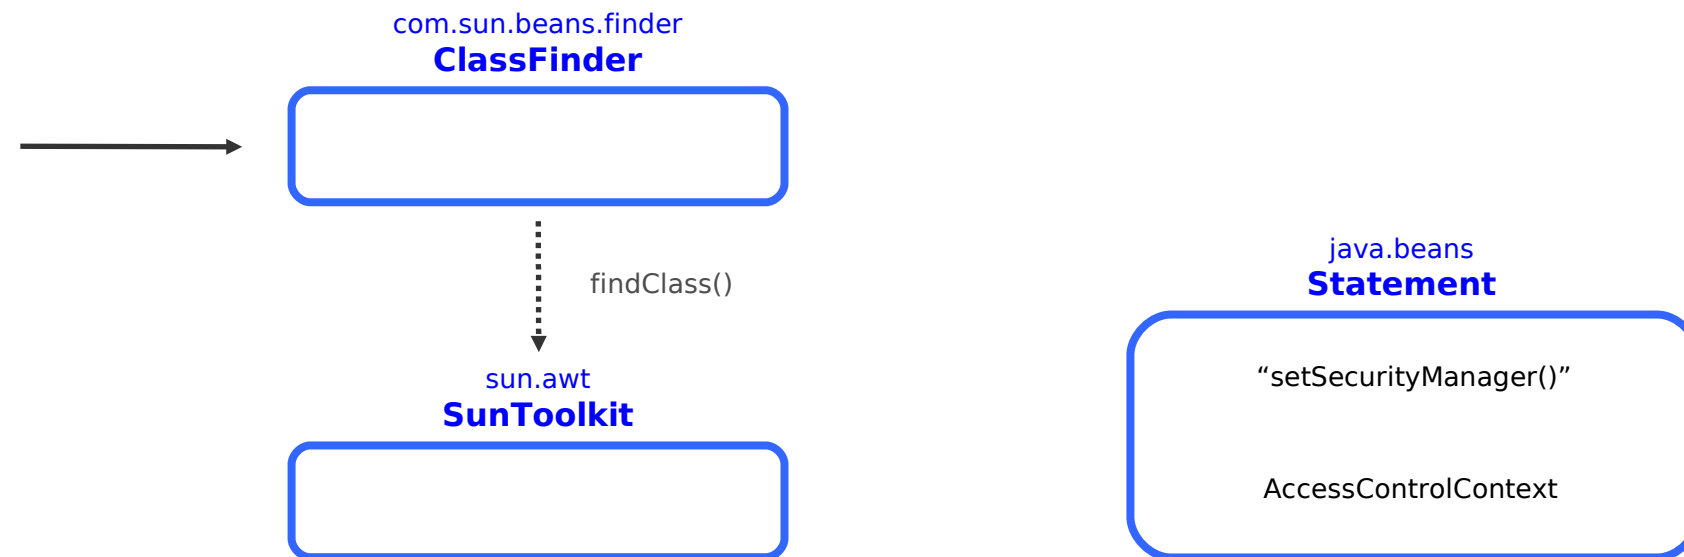 com.sun.beans.finder
ClassFinder
findClass()
sun.awt
SunToolkit
java.beans
Statement
“setSecurityManager()”
AccessControlContext